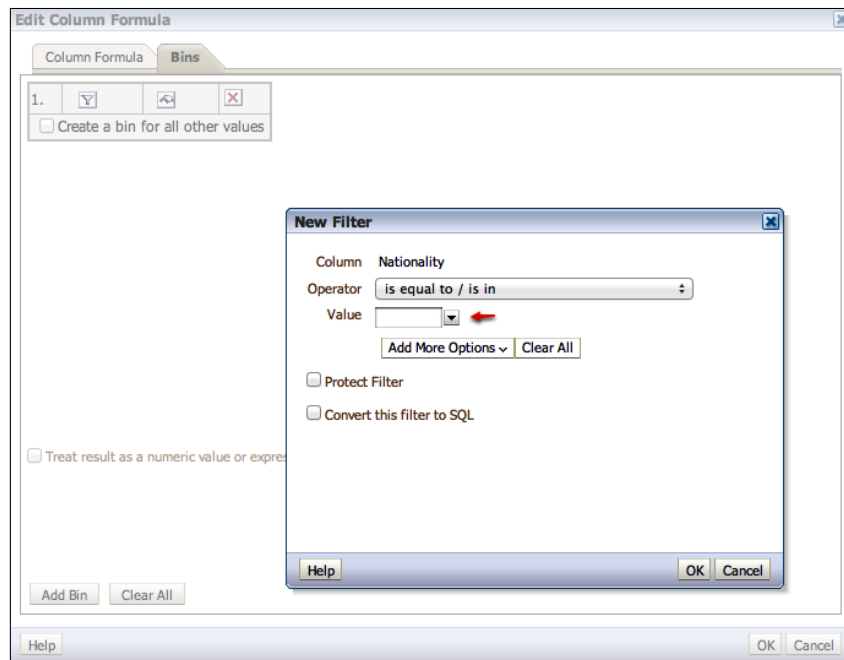 Edit Column Formula
Column Formula
Bins
1.
Create a bin for all other values
New Filter
Column Nationality
Operator is equal to / is in
Value
Add More Options Clear All
Protect Filter
Convert this filter to SQL
Treat result as a numeric value or expre
Help OK Cancel
Add Bin Clear All
Help OK Cancel